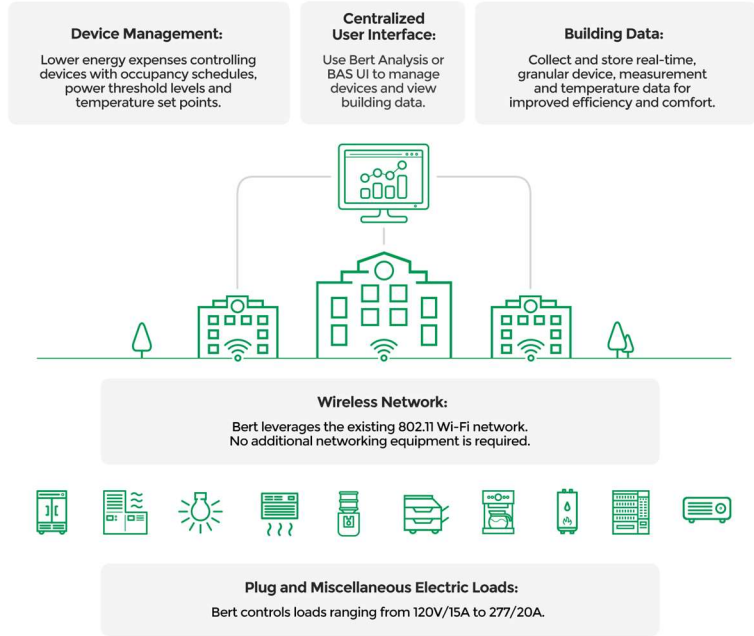 Device Management:
Lower energy expenses controlling
devices with occupancy schedules,
power threshold levels and
temperature set points.
Centralized
User Interface:
Use Bert Analysis or
BAS UI to manage
devices and view
building data.
Building Data:
Collect and store real-time,
granular device, measurement
and temperature data for
improved efficiency and comfort.
Wireless Network:
Bert leverages the existing 802.11 Wi-Fi network.
No additional networking equipment is required.
Plug and Miscellaneous Electric Loads:
Bert controls loads ranging from 120V/15A to 277/20A.